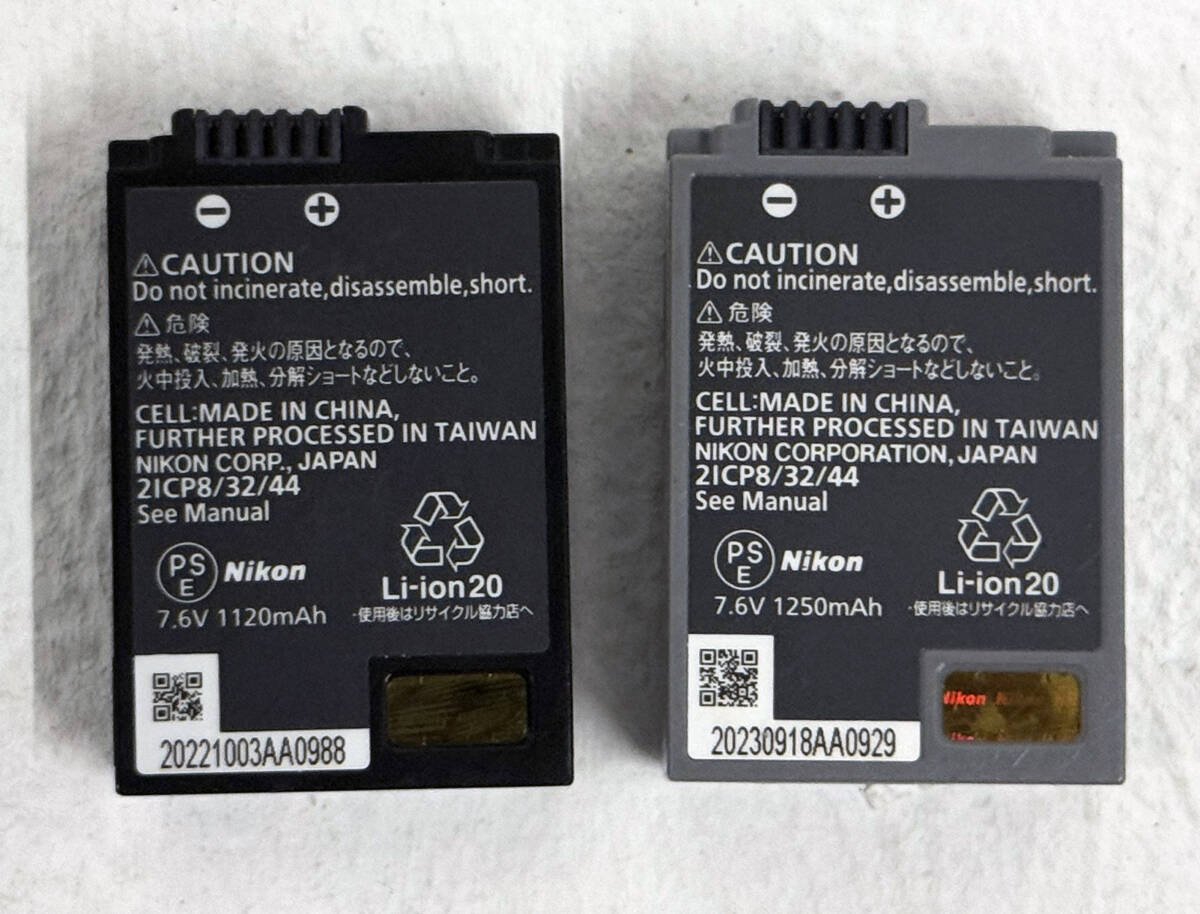 CAUTION
Do not incinerate,disassemble,short.
危険
発熱、破裂、発火の原因となるので、
火中投入、加熱、分解ショートなどしないこと。
CELL:MADE IN CHINA,
FURTHER PROCESSED IN TAIWAN
NIKON CORP., JAPAN
2ICP8/32/44
See Manual
PS
E
Nikon
Li-ion20
7.6V 1120mAh
・使用後はリサイクル協力店へ
20221003AA0988
CAUTION
Do not incinerate,disassemble,short.
危険
発熱、破裂、発火の原因となるので、
火中投入、加熱、分解ショートなどしないこと。
CELL:MADE IN CHINA,
FURTHER PROCESSED IN TAIWAN
NIKON CORPORATION, JAPAN
2ICP8/32/44
See Manual
PS
E
Nikon
Li-ion20
7.6V 1250mAh
・使用後はリサイクル協力店へ
Nikon
20230918AA0929